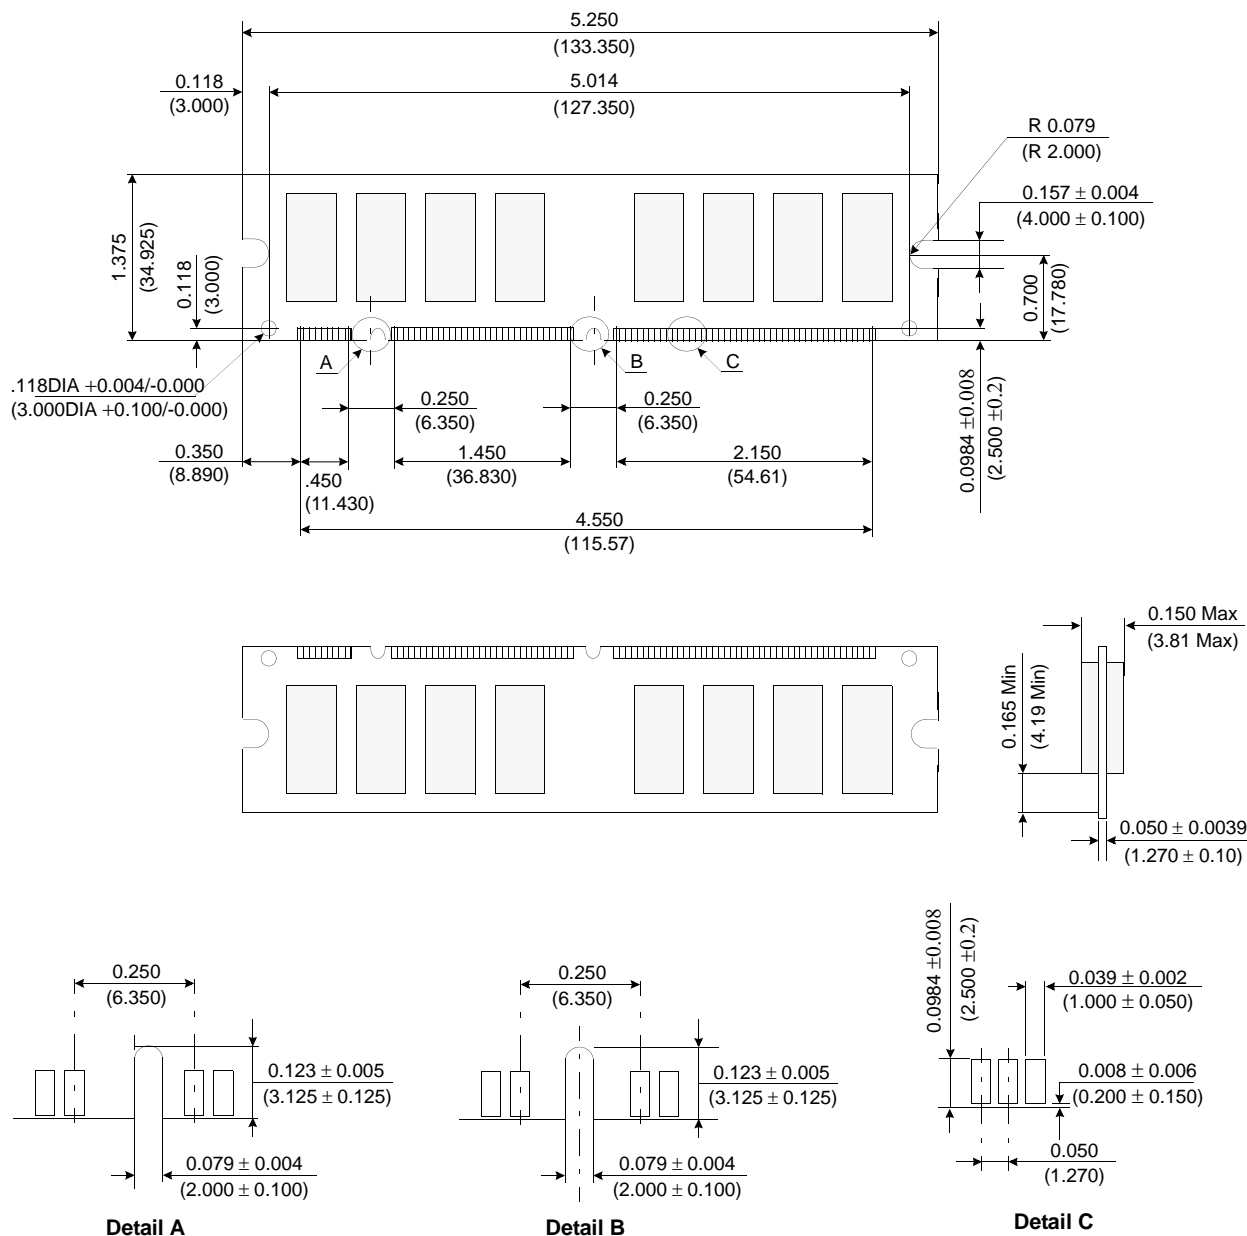 5.250
(133.350)
0.118
(3.000)
5.014
(127.350)
R 0.079
(R 2.000)
0.157 ± 0.004
(4.000 ± 0.100)
1.375
(34.925)
0.118
(3.000)
0.700
(17.780)
A
B
C
.118DIA +0.004/-0.000
(3.000DIA +0.100/-0.000)
0.250
(6.350)
0.250
(6.350)
0.0984 ±0.008
(2.500 ±0.2)
0.350
(8.890)
.450
(11.430)
1.450
(36.830)
2.150
(54.61)
4.550
(115.57)
0.150 Max
(3.81 Max)
0.165 Min
(4.19 Min)
0.050 ± 0.0039
(1.270 ± 0.10)
0.250
(6.350)
0.123 ± 0.005
(3.125 ± 0.125)
0.079 ± 0.004
(2.000 ± 0.100)
Detail A
0.250
(6.350)
0.123 ± 0.005
(3.125 ± 0.125)
0.079 ± 0.004
(2.000 ± 0.100)
Detail B
0.0984 ±0.008
(2.500 ±0.2)
0.039 ± 0.002
(1.000 ± 0.050)
0.008 ± 0.006
(0.200 ± 0.150)
0.050
(1.270)
Detail C